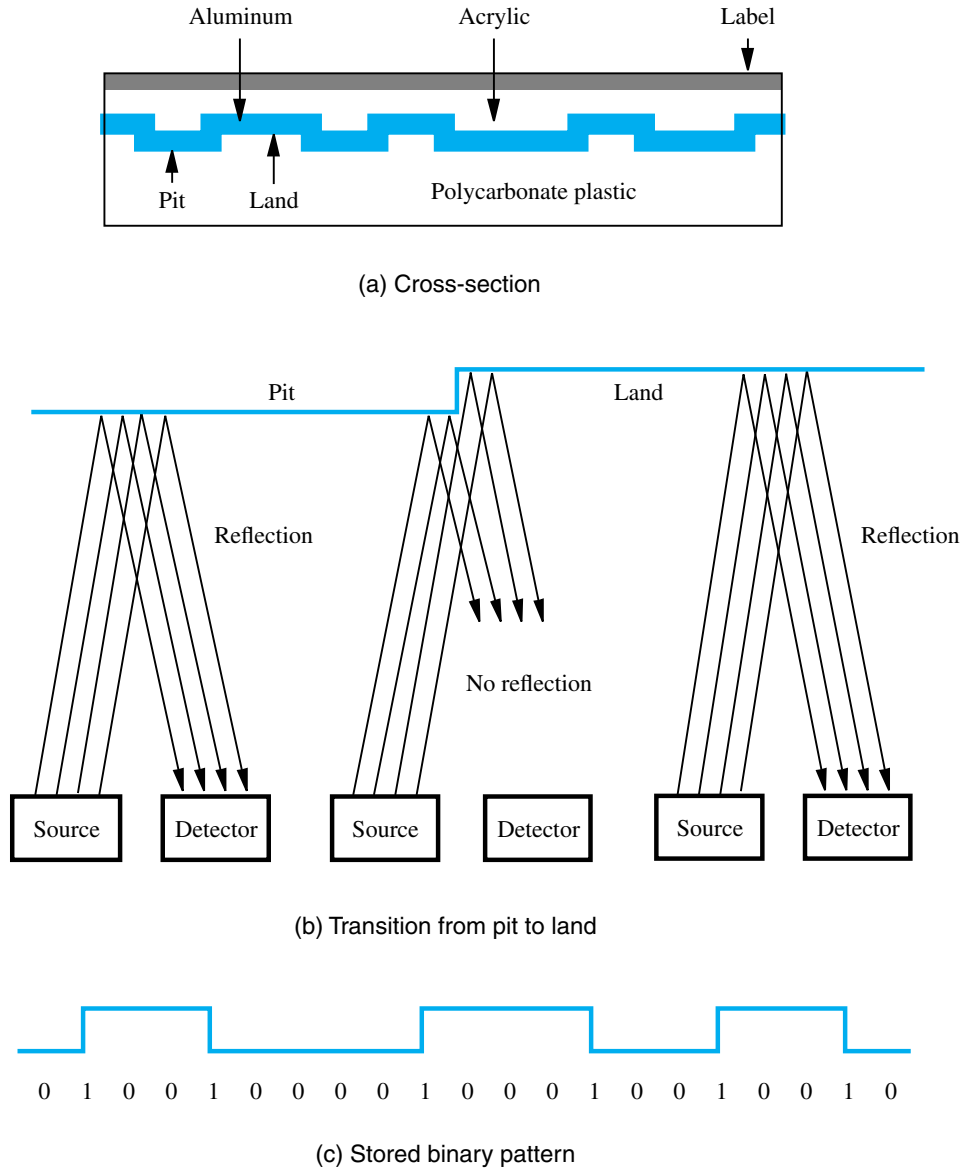 Aluminum Acrylic Label
Pit Land Polycarbonate plastic
(a) Cross-section
Pit Land
Reflection Reflection
No reflection
Source Detector Source Detector Source Detector
(b) Transition from pit to land
0 1 0 0 1 0 0 0 0 1 0 0 0 1 0 0 1 0 0 1 0
(c) Stored binary pattern